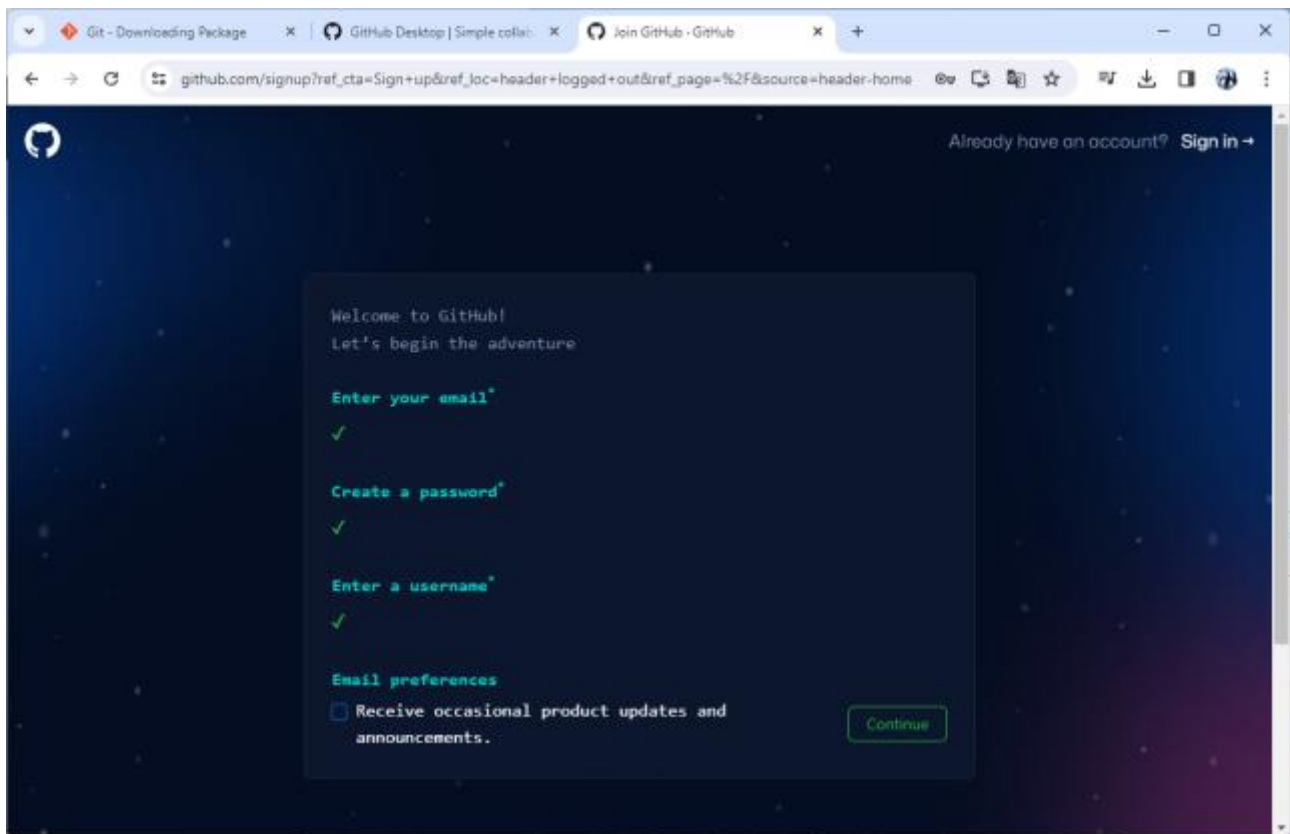 Git - Downloading Package
GitHub Desktop | Simple collab
Join GitHub · GitHub
github.com/signup?ref_cta=Sign+up&ref_loc=header+logged+out&ref_page=%2F&source=header-home
Already have an account? Sign in →
Welcome to GitHub!
Let's begin the adventure
Enter your email*
✓
Create a password*
✓
Enter a username*
✓
Email preferences
Receive occasional product updates and
announcements.
Continue